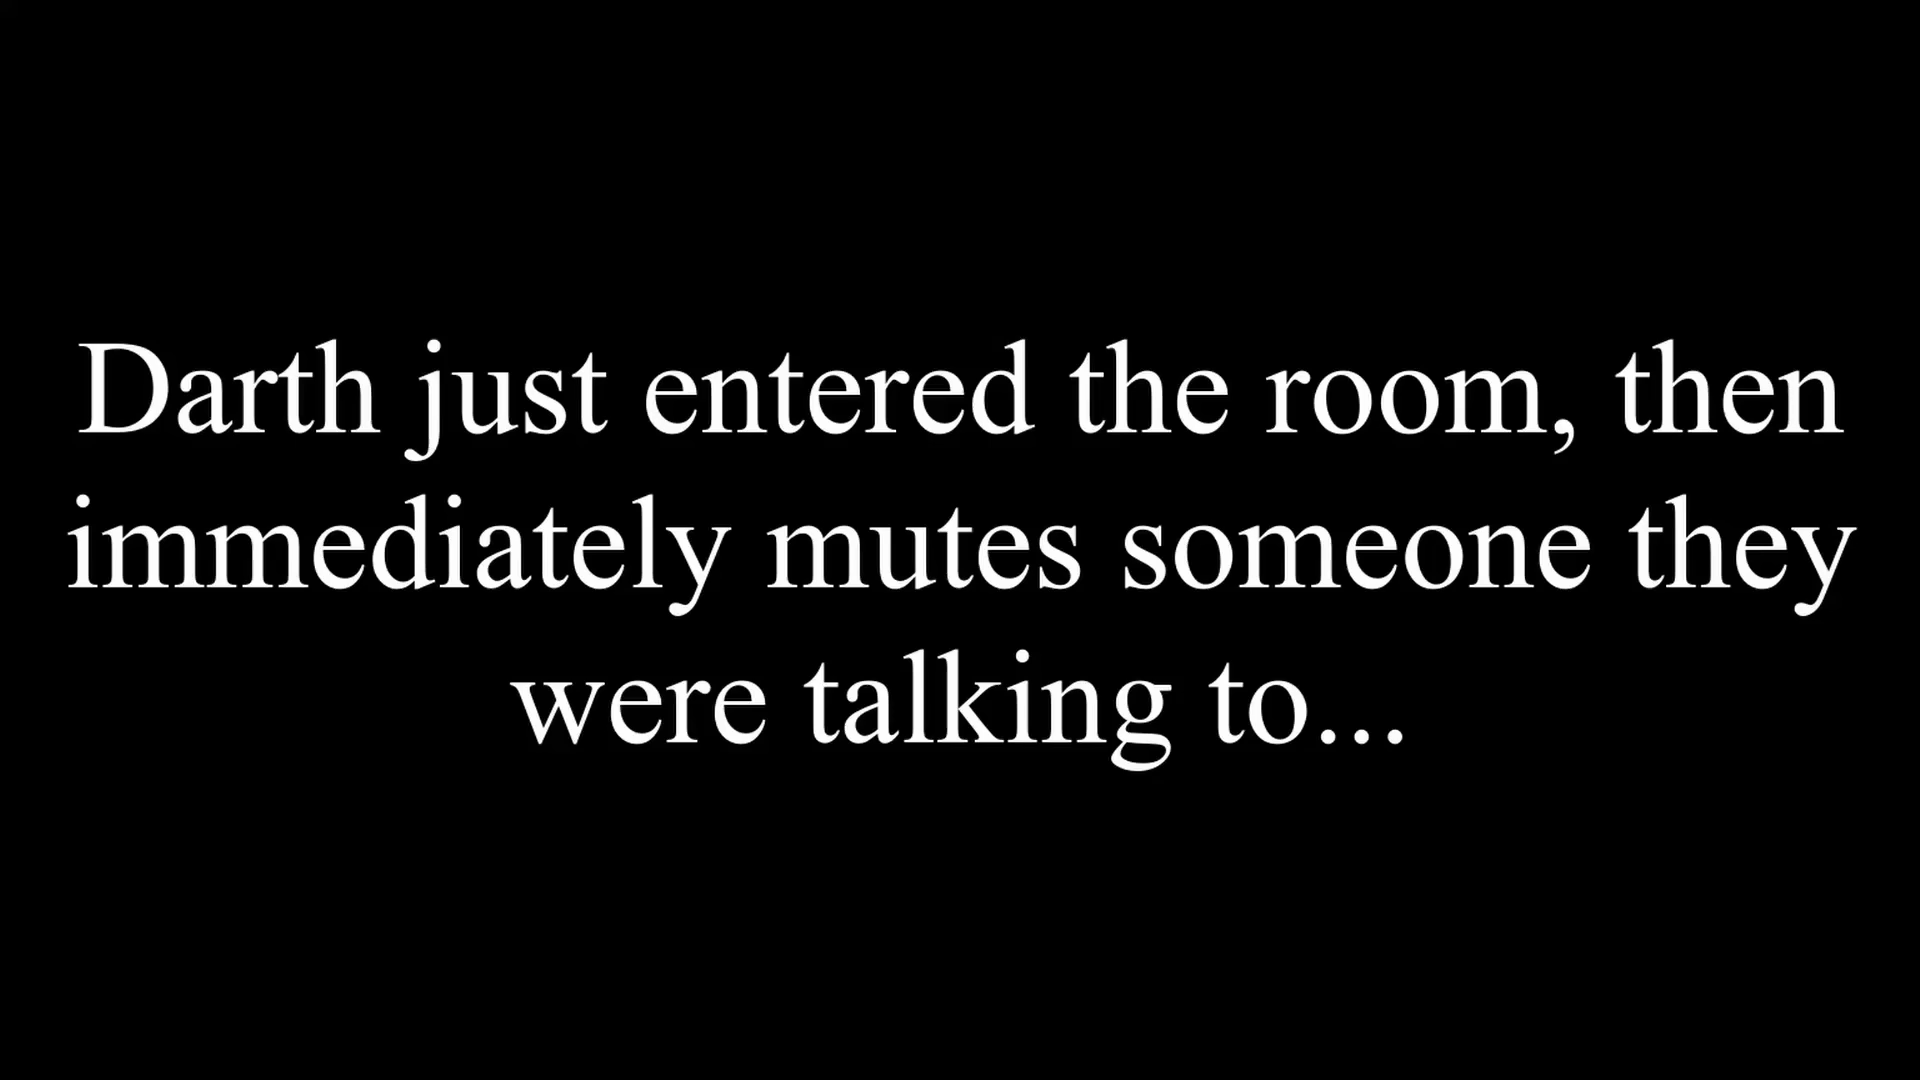 Darth just entered the room, then
immediately mutes someone they
were talking to...